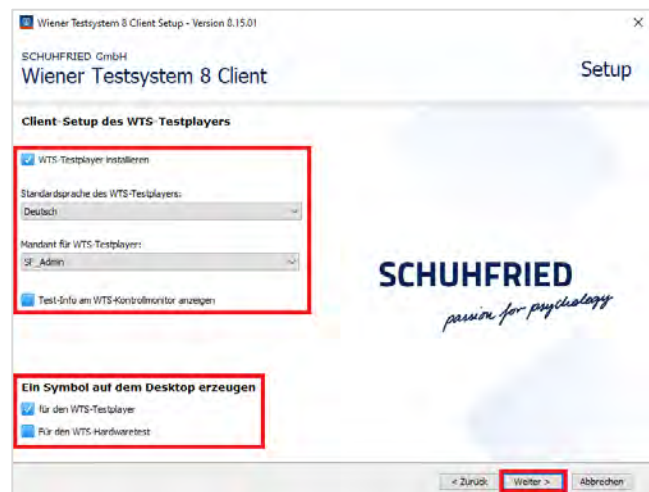 Wiener Testsystem 8 Client Setup - Version 8.15.01
SCHUHFRIED GmbH
Wiener Testsystem 8 Client
Setup
Client-Setup des WTS-Testplayers
WTS-Testplayer installieren
Standardsprache des WTS-Testplayers:
Deutsch
Mandant für WTS-Testplayer:
SF_Admin
Test-Info am WTS-Kontrollmonitor anzeigen
SCHUHFRIED
passion for psychology
Ein Symbol auf dem Desktop erzeugen
für den WTS-Testplayer
Für den WTS-Hardwaretest
< Zurück
Weiter >
Abbrechen